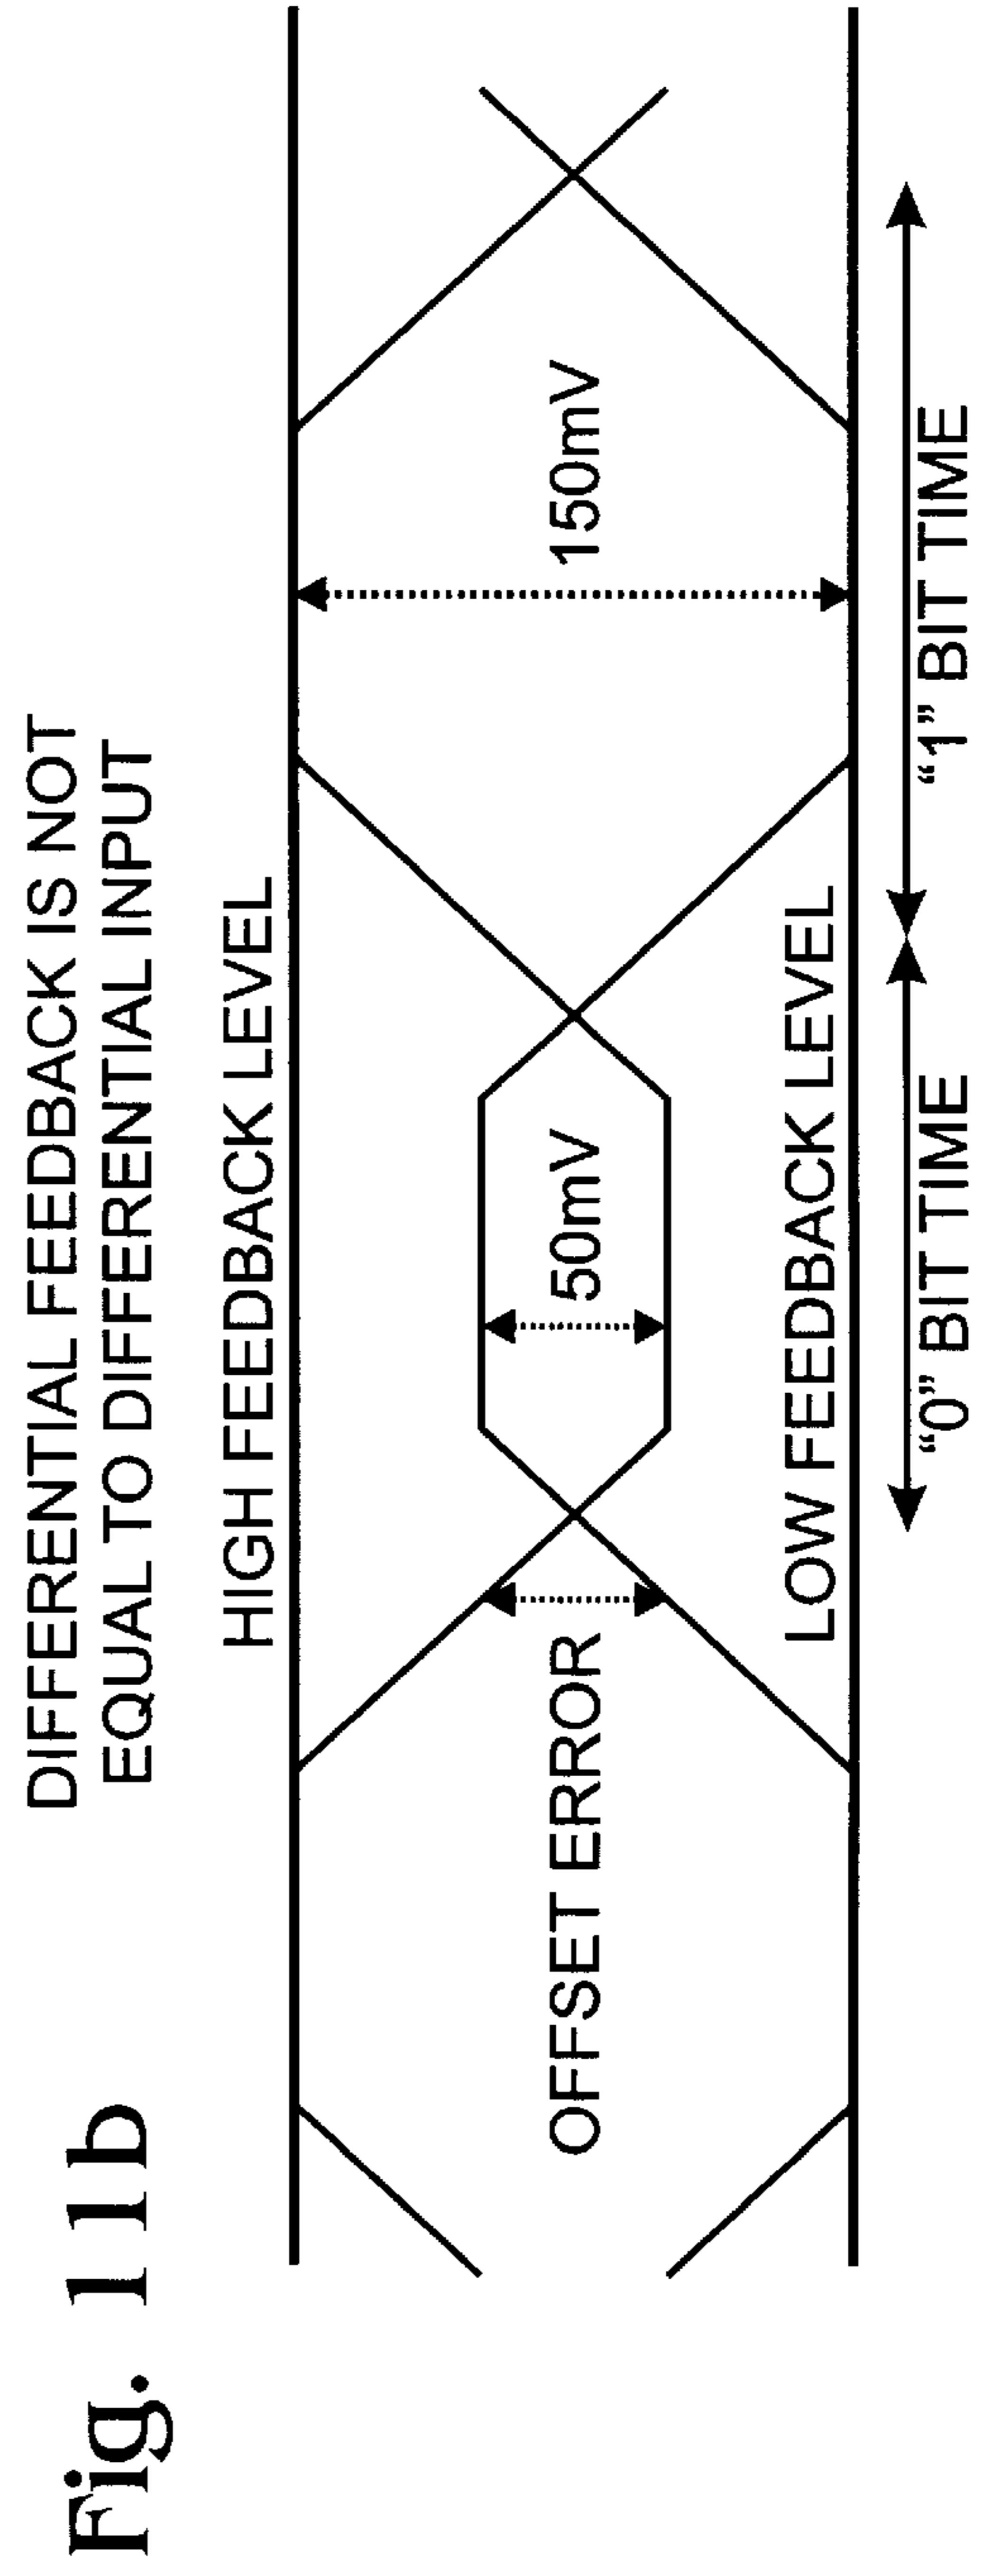 Fig. 11b
DIFFERENTIAL FEEDBACK IS NOT
EQUAL TO DIFFERENTIAL INPUT
HIGH FEEDBACK LEVEL
OFFSET ERROR
50mV
150mV
LOW FEEDBACK LEVEL
“0” BIT TIME
“1” BIT TIME